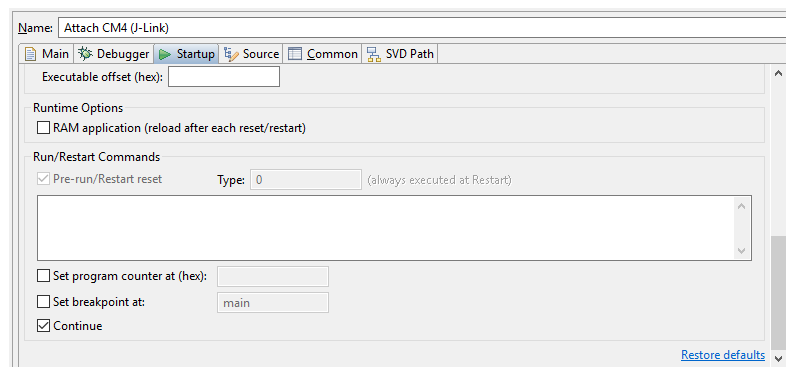 Name: Attach CM4 (J-Link)
Main Debugger Startup Source Common SVD Path
Executable offset (hex):
Runtime Options
RAM application (reload after each reset/restart)
Run/Restart Commands
Pre-run/Restart reset Type: 0 (always executed at Restart)
Set program counter at (hex):
Set breakpoint at: main
Continue
Restore defaults